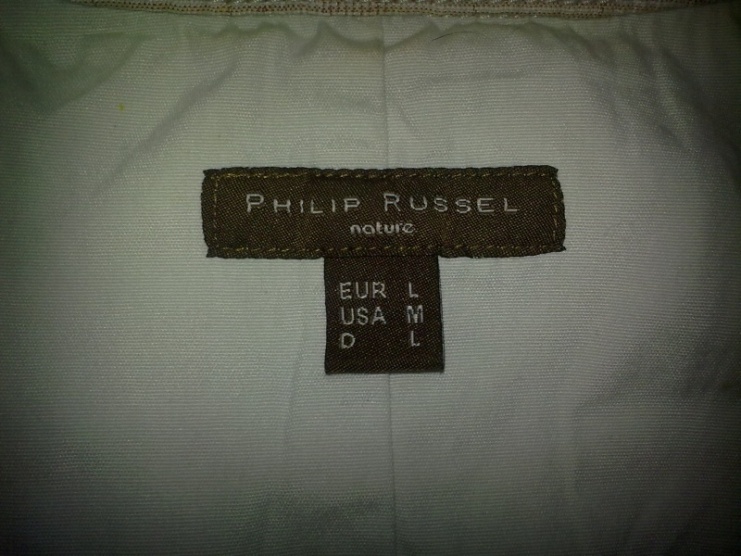 PHILIP RUSSEL
nature
EUR L
USA M
D L